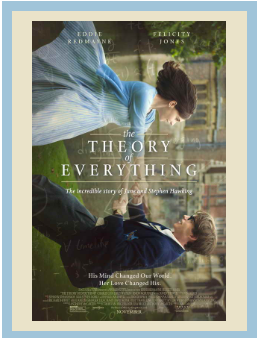 EDDIE
REDMAYNE
FELICITY
JONES
the
THEORY
of
EVERYTHING
The incredible story of Jane and Stephen Hawking
His Mind Changed Our World.
Her Love Changed His.
NOVEMBER